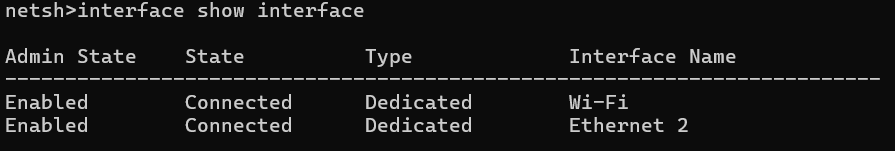 netsh>interface show interface
Admin State    State          Type             Interface Name
-------------------------------------------------------------------------
Enabled        Connected      Dedicated        Wi-Fi
Enabled        Connected      Dedicated        Ethernet 2